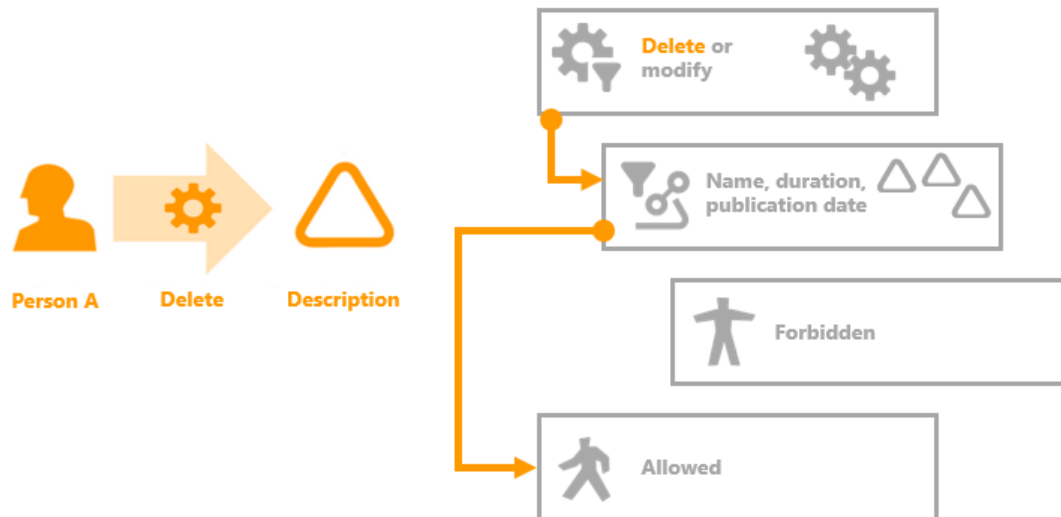 Delete or
modify
Name, duration,
publication date
Person A
Delete
Description
Forbidden
Allowed